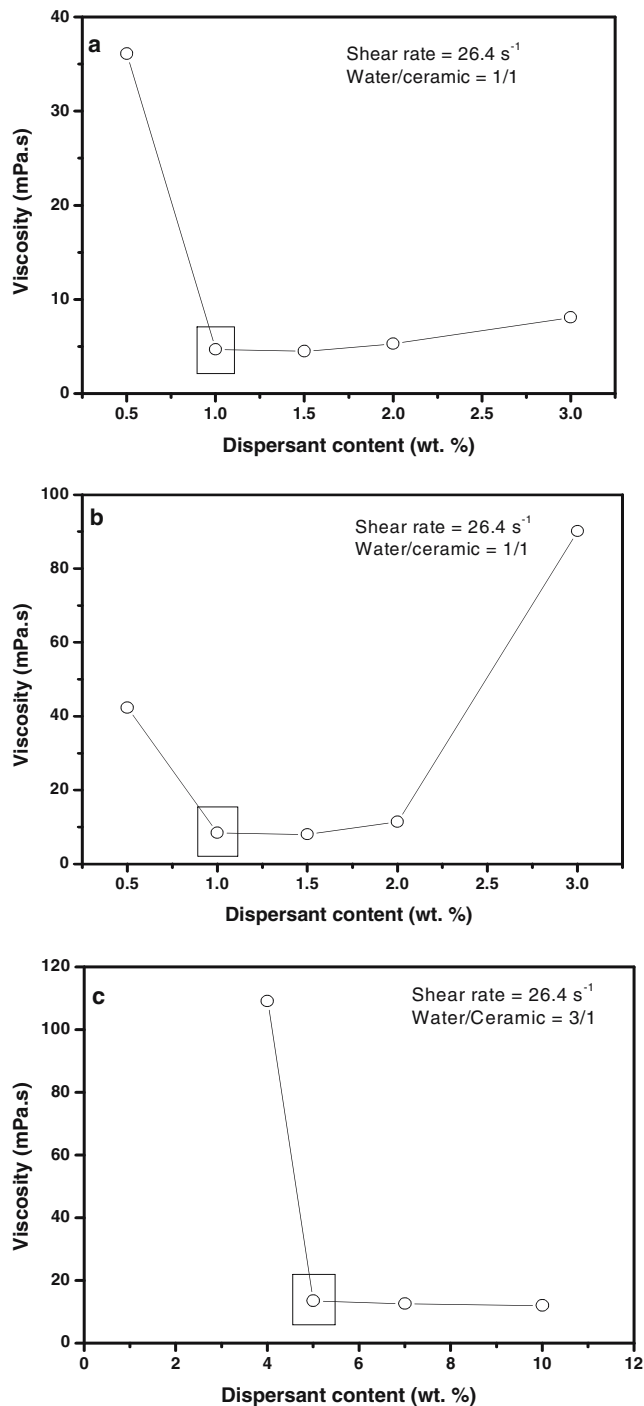 a
Shear rate = 26.4 s⁻¹
Water/ceramic = 1/1
40
30
20
10
0
Viscosity (mPa.s)
0.5 1.0 1.5 2.0 2.5 3.0
Dispersant content (wt. %)
b
Shear rate = 26.4 s⁻¹
Water/ceramic = 1/1
100
80
60
40
20
0
Viscosity (mPa.s)
0.5 1.0 1.5 2.0 2.5 3.0
Dispersant content (wt. %)
c
Shear rate = 26.4 s⁻¹
Water/Ceramic = 3/1
120
100
80
60
40
20
0
Viscosity (mPa.s)
0 2 4 6 8 10 12
Dispersant content (wt. %)